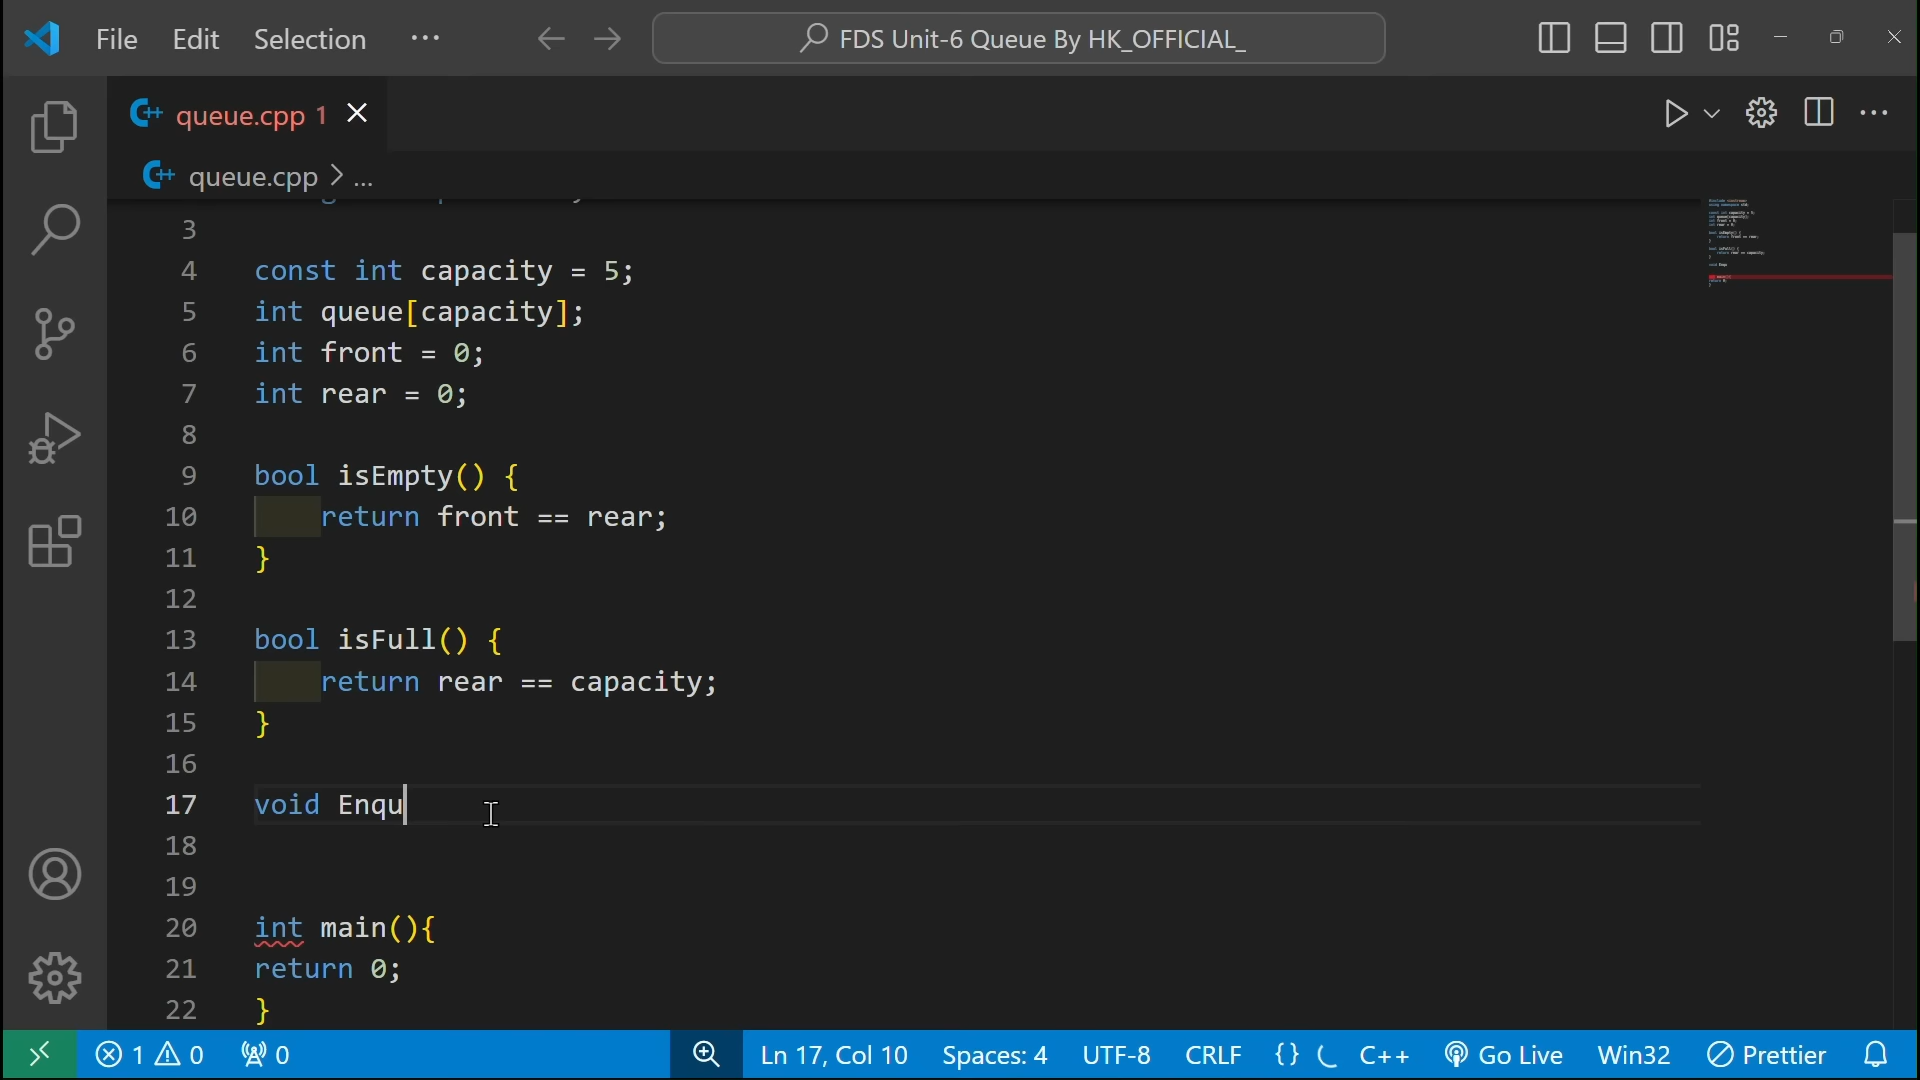 File Edit Selection ··· FDS Unit-6 Queue By HK_OFFICIAL_
queue.cpp 1
queue.cpp > ...
3
4 const int capacity = 5;
5 int queue[capacity];
6 int front = 0;
7 int rear = 0;
8
9 bool isEmpty() {
10 return front == rear;
11 }
12
13 bool isFull() {
14 return rear == capacity;
15 }
16
17 void Enqu
18
19
20 int main(){
21 return 0;
22 }
1 0 0 Ln 17, Col 10 Spaces: 4 UTF-8 CRLF {} C++ Go Live Win32 Prettier